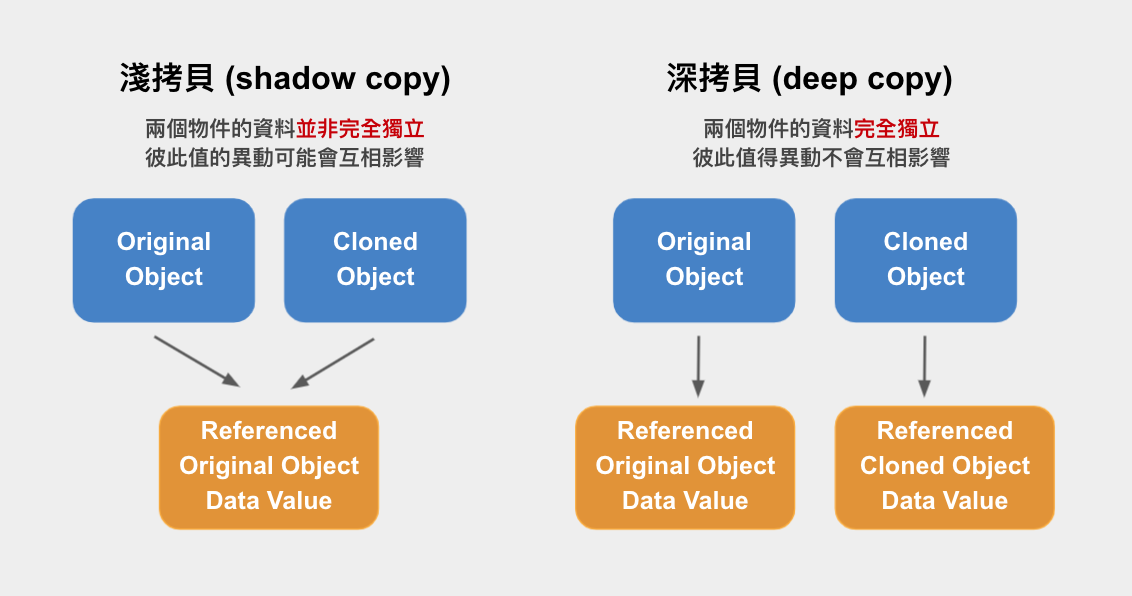 淺拷貝 (shadow copy)
兩個物件的資料並非完全獨立
彼此值的異動可能會互相影響
Original
Object
Cloned
Object
Referenced
Original Object
Data Value
深拷貝 (deep copy)
兩個物件的資料完全獨立
彼此值得異動不會互相影響
Original
Object
Cloned
Object
Referenced
Original Object
Data Value
Referenced
Cloned Object
Data Value